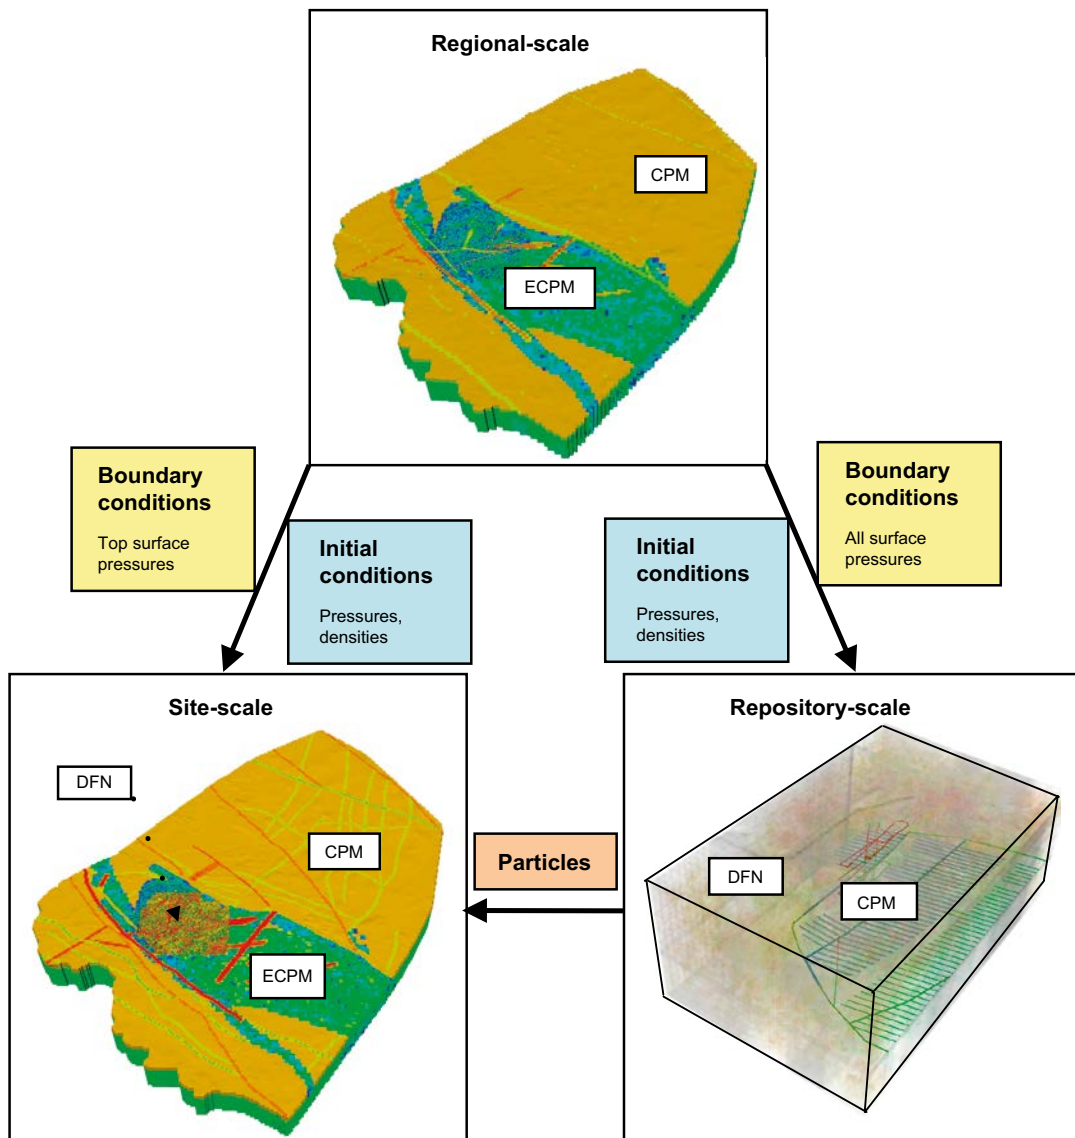 Regional-scale
CPM
ECPM
Boundary
conditions
Top surface
pressures
Initial
conditions
Pressures,
densities
Initial
conditions
Pressures,
densities
Boundary
conditions
All surface
pressures
Site-scale
DFN
CPM
ECPM
Particles
Repository-scale
DFN
CPM